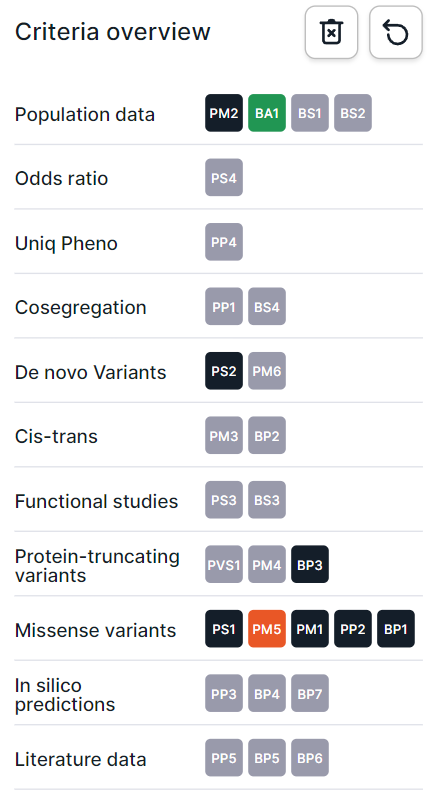 Criteria overview
Population data PM2 BA1 BS1 BS2
Odds ratio PS4
Uniq Pheno PP4
Cosegregation PP1 BS4
De novo Variants PS2 PM6
Cis-trans PM3 BP2
Functional studies PS3 BS3
Protein-truncating
variants PVS1 PM4 BP3
Missense variants PS1 PM5 PM1 PP2 BP1
In silico
predictions PP3 BP4 BP7
Literature data PP5 BP5 BP6